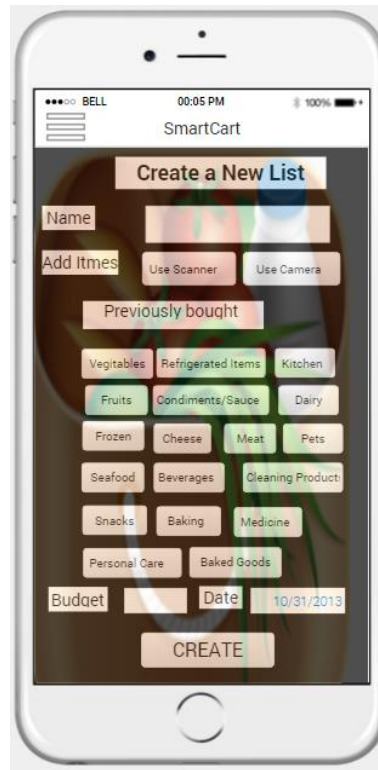 BELL 00:05 PM 100%
SmartCart
Create a New List
Name
Add Itmes Use Scanner Use Camera
Previously bought
Vegitables Refrigerated Items Kitchen
Fruits Condiments/Sauce Dairy
Frozen Cheese Meat Pets
Seafood Beverages Cleaning Product
Snacks Baking Medicine
Personal Care Baked Goods
Budget Date 10/31/2013
CREATE